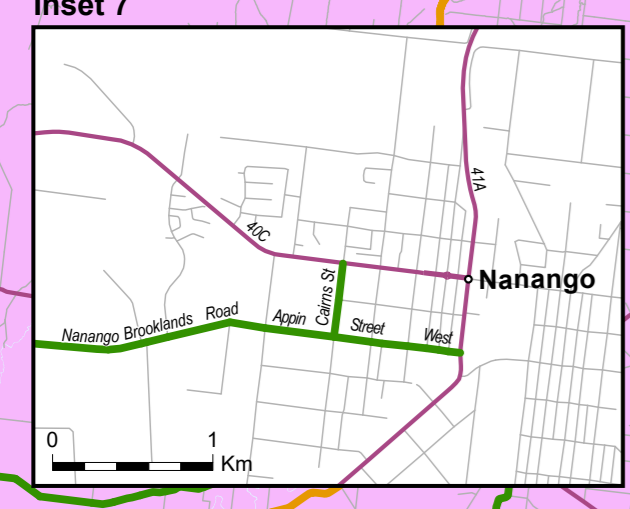 Inset 7
41A
40C
Nanango
Cairns St
Nanango Brooklands Road
Appin Street West
0 1
Km